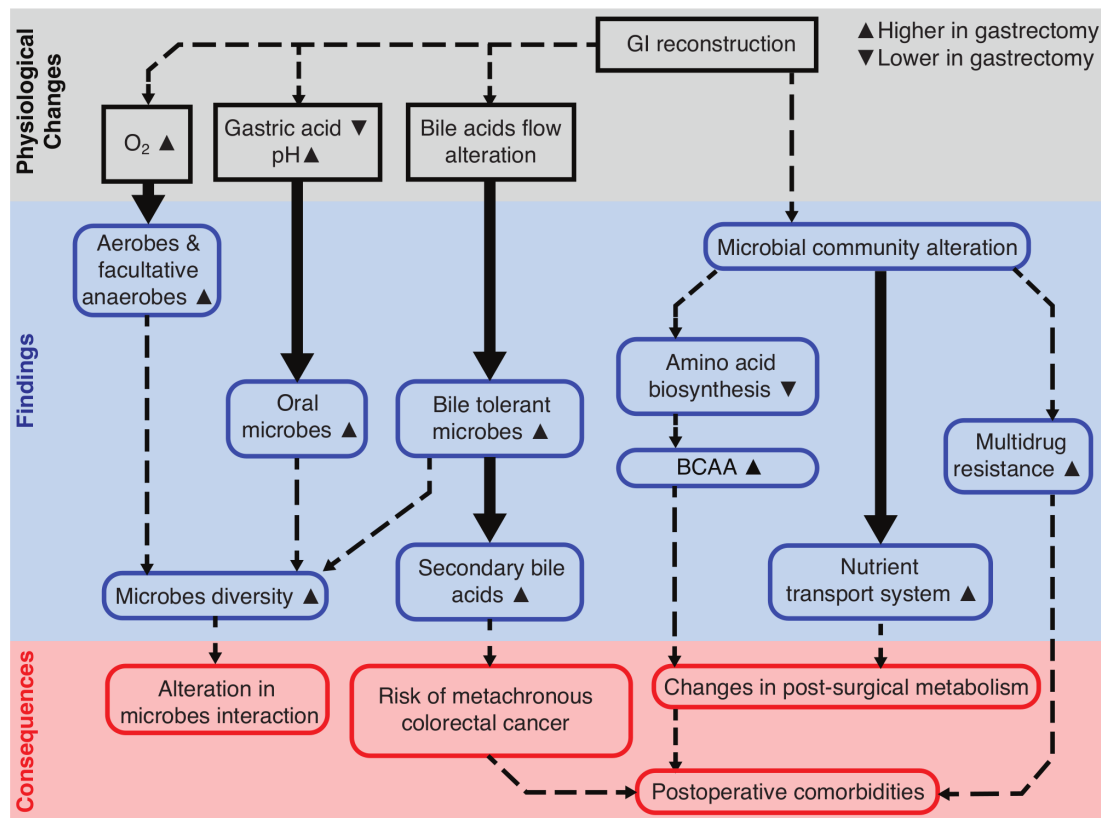 Physiological
Changes
GI reconstruction
▲ Higher in gastrectomy
▼ Lower in gastrectomy
O₂ ▲
Gastric acid ▼
pH ▲
Bile acids flow
alteration
Findings
Aerobes &
facultative
anaerobes ▲
Microbial community alteration
Amino acid
biosynthesis ▼
Oral
microbes ▲
Bile tolerant
microbes ▲
BCAA ▲
Multidrug
resistance ▲
Microbes diversity ▲
Secondary bile
acids ▲
Nutrient
transport system ▲
Consequences
Alteration in
microbes interaction
Risk of metachronous
colorectal cancer
Changes in post-surgical metabolism
Postoperative comorbidities